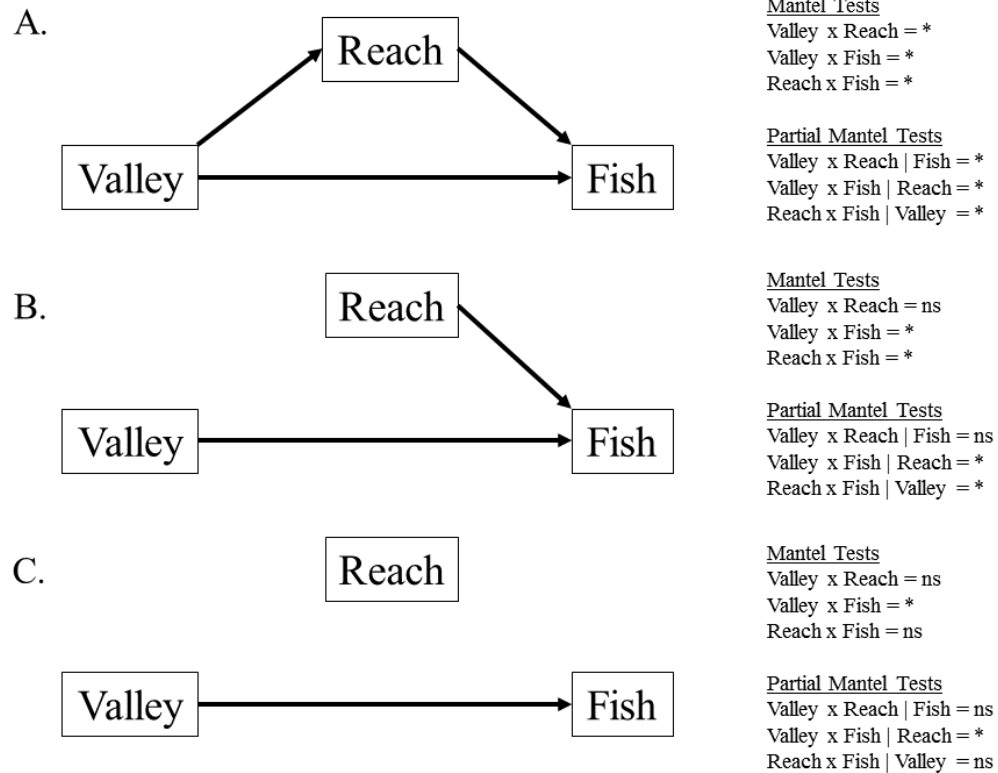 A.
Reach
Valley
Fish
Mantel Tests
Valley x Reach = *
Valley x Fish = *
Reach x Fish = *
Partial Mantel Tests
Valley x Reach | Fish = *
Valley x Fish | Reach = *
Reach x Fish | Valley = *
B.
Reach
Valley
Fish
Mantel Tests
Valley x Reach = ns
Valley x Fish = *
Reach x Fish = *
Partial Mantel Tests
Valley x Reach | Fish = ns
Valley x Fish | Reach = *
Reach x Fish | Valley = *
C.
Reach
Valley
Fish
Mantel Tests
Valley x Reach = ns
Valley x Fish = *
Reach x Fish = ns
Partial Mantel Tests
Valley x Reach | Fish = ns
Valley x Fish | Reach = *
Reach x Fish | Valley = ns